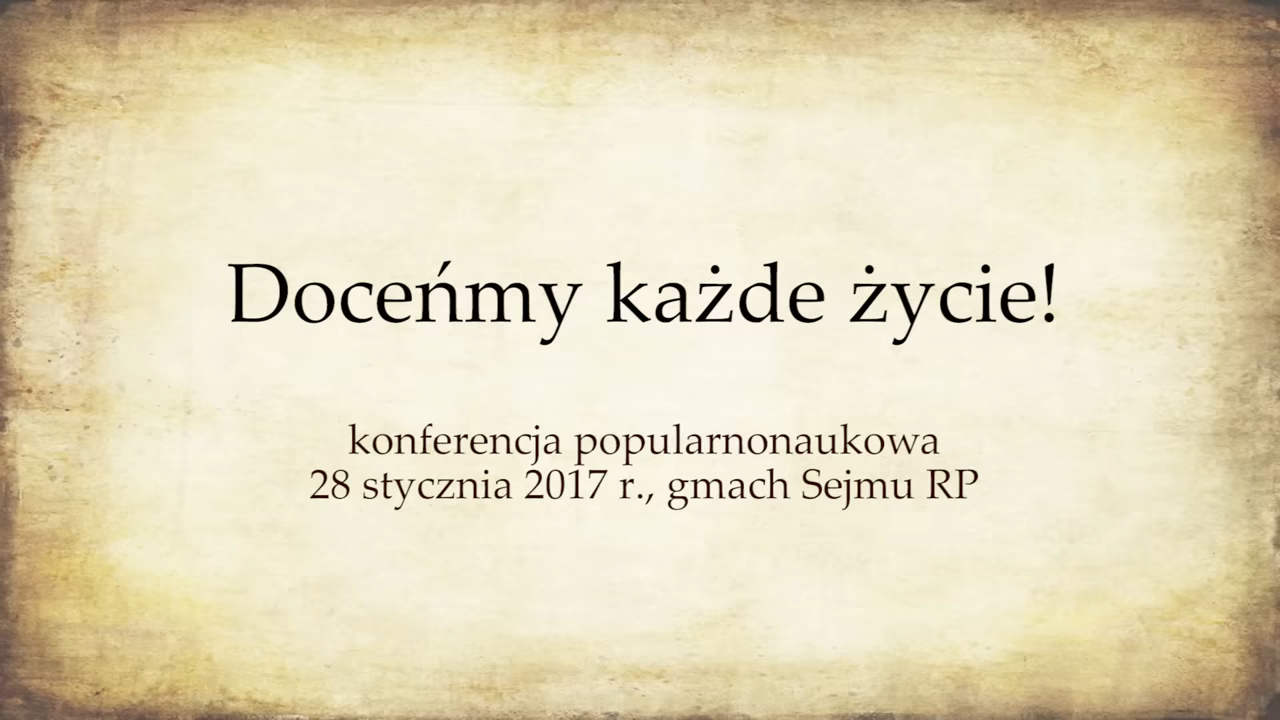 Doceńmy każde życie!
konferencja popularnonaukowa
28 stycznia 2017 r., gmach Sejmu RP